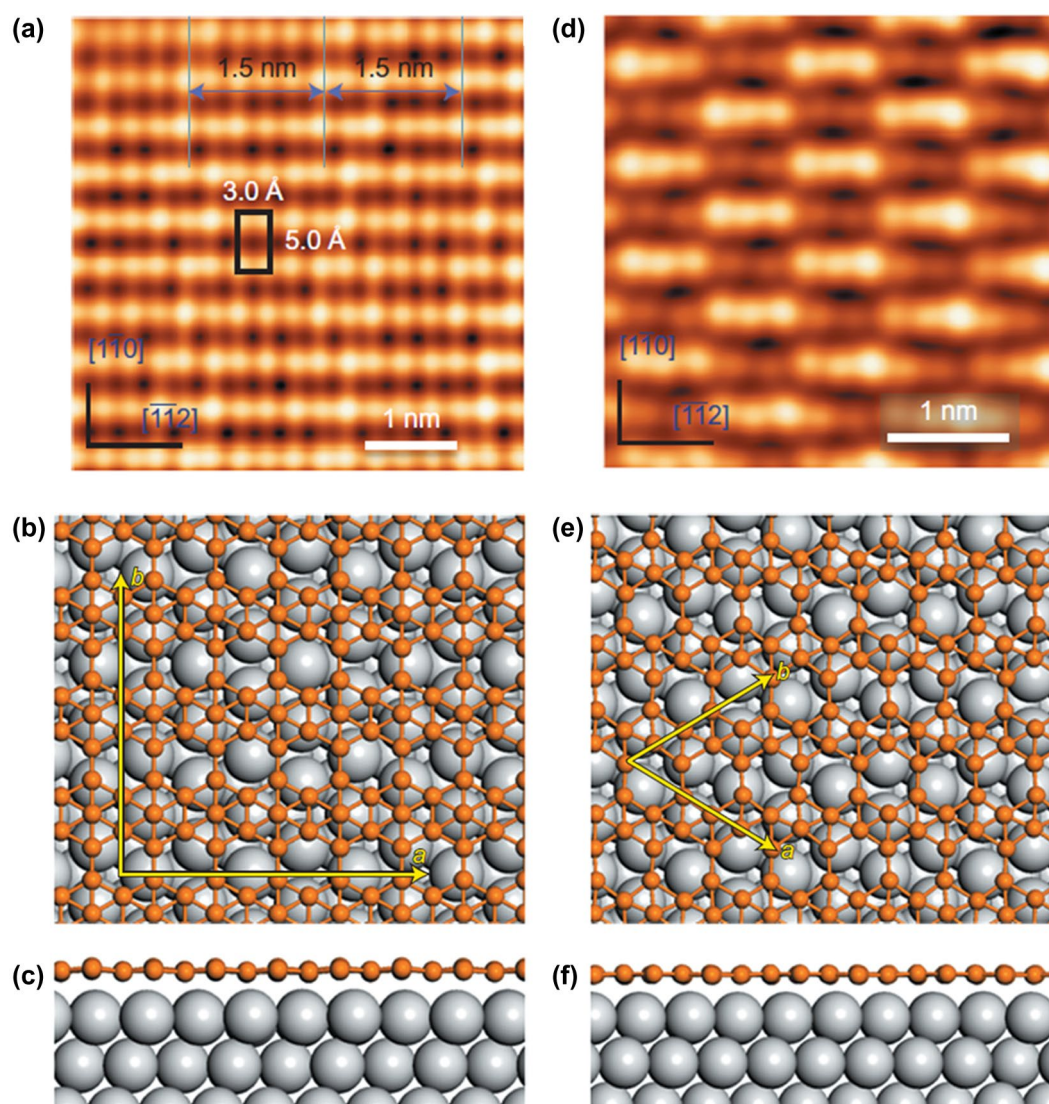 (a)
1.5 nm 1.5 nm
3.0 Å
5.0 Å
[11̅0]
[1̅1̅2]
1 nm
(d)
[11̅0]
[1̅1̅2]
1 nm
(b)
b
a
(e)
b
a
(c)
(f)